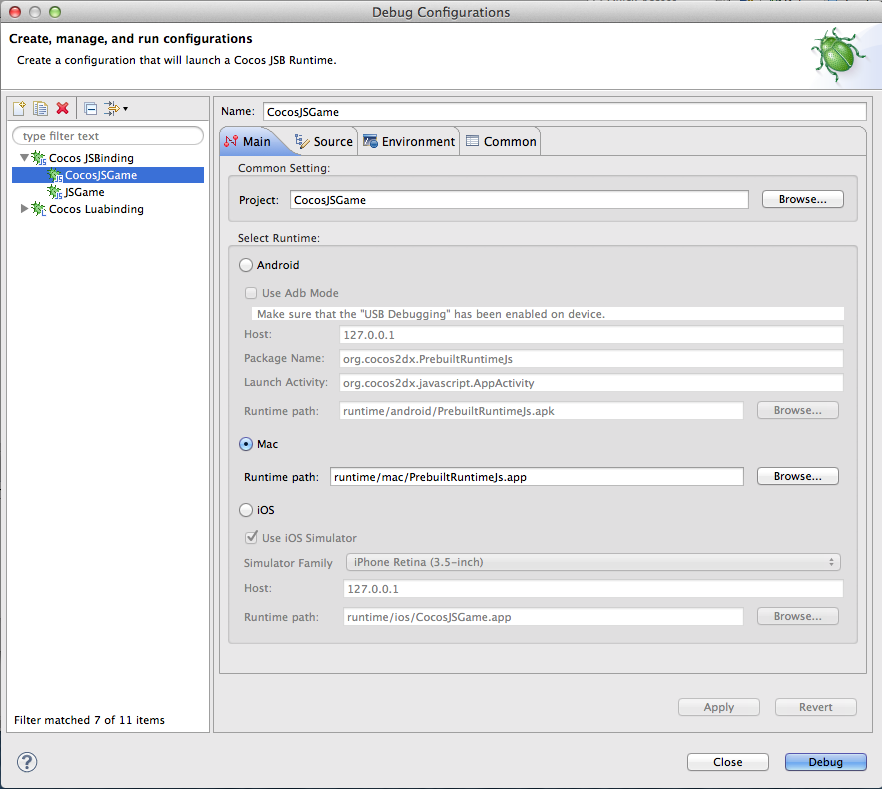 Debug Configurations
Create, manage, and run configurations
Create a configuration that will launch a Cocos JSB Runtime.
type filter text
Cocos JSBinding
CocosJSGame
JSGame
Cocos Luabinding
Filter matched 7 of 11 items
Name: CocosJSGame
Main Source Environment Common
Common Setting:
Project: CocosJSGame Browse...
Select Runtime:
Android
Use Adb Mode
Make sure that the "USB Debugging" has been enabled on device.
Host: 127.0.0.1
Package Name: org.cocos2dx.PrebuiltRuntimeJs
Launch Activity: org.cocos2dx.javascript.AppActivity
Runtime path: runtime/android/PrebuiltRuntimeJs.apk Browse...
Mac
Runtime path: runtime/mac/PrebuiltRuntimeJs.app Browse...
iOS
Use iOS Simulator
Simulator Family iPhone Retina (3.5-inch)
Host: 127.0.0.1
Runtime path: runtime/ios/CocosJSGame.app Browse...
Apply Revert
? Close Debug